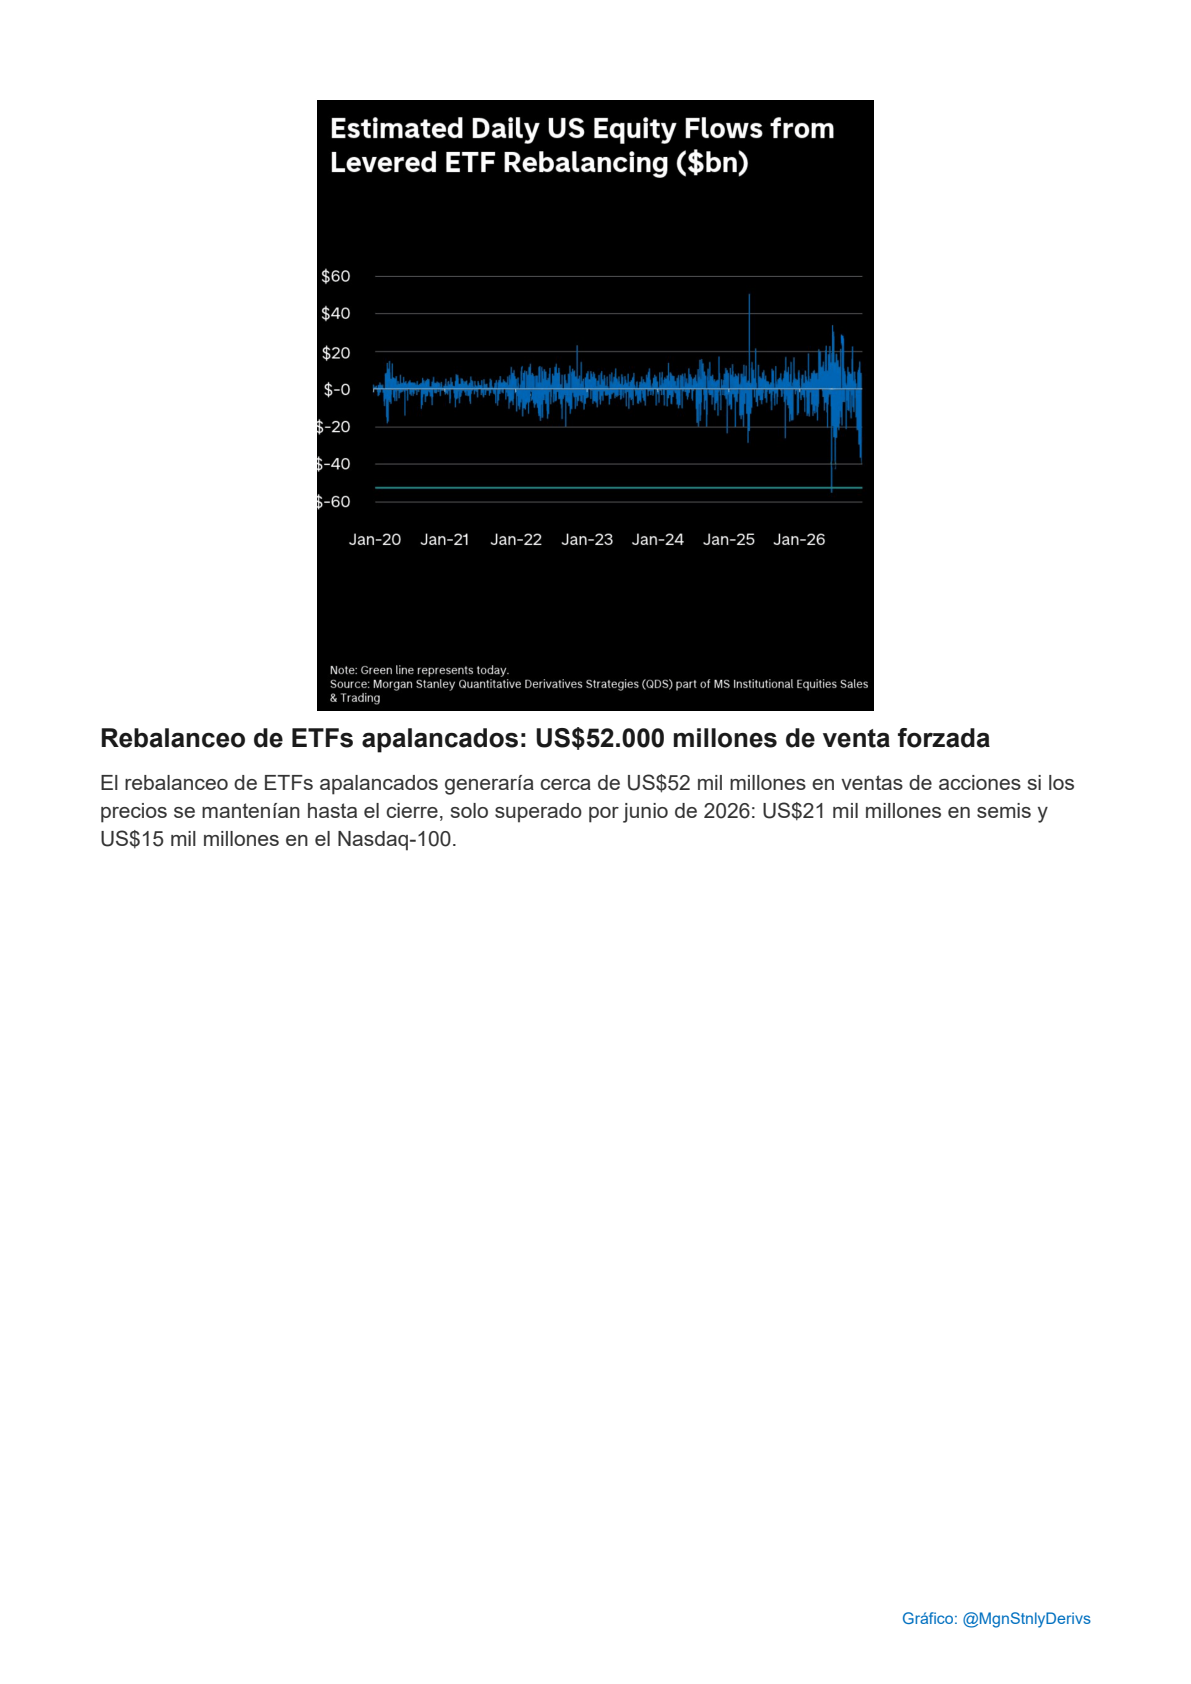 Estimated Daily US Equity Flows from
Levered ETF Rebalancing ($bn)
$60
$40
$20
$-0
$-20
$-40
$-60
Jan-20 Jan-21 Jan-22 Jan-23 Jan-24 Jan-25 Jan-26
Note: Green line represents today.
Source: Morgan Stanley Quantitative Derivatives Strategies (QDS) part of MS Institutional Equities Sales
& Trading
Rebalanceo de ETFs apalancados: US$52.000 millones de venta forzada
El rebalanceo de ETFs apalancados generaría cerca de US$52 mil millones en ventas de acciones si los
precios se mantenían hasta el cierre, solo superado por junio de 2026: US$21 mil millones en semis y
US$15 mil millones en el Nasdaq-100.
Gráfico: @MgnStnlyDerivs